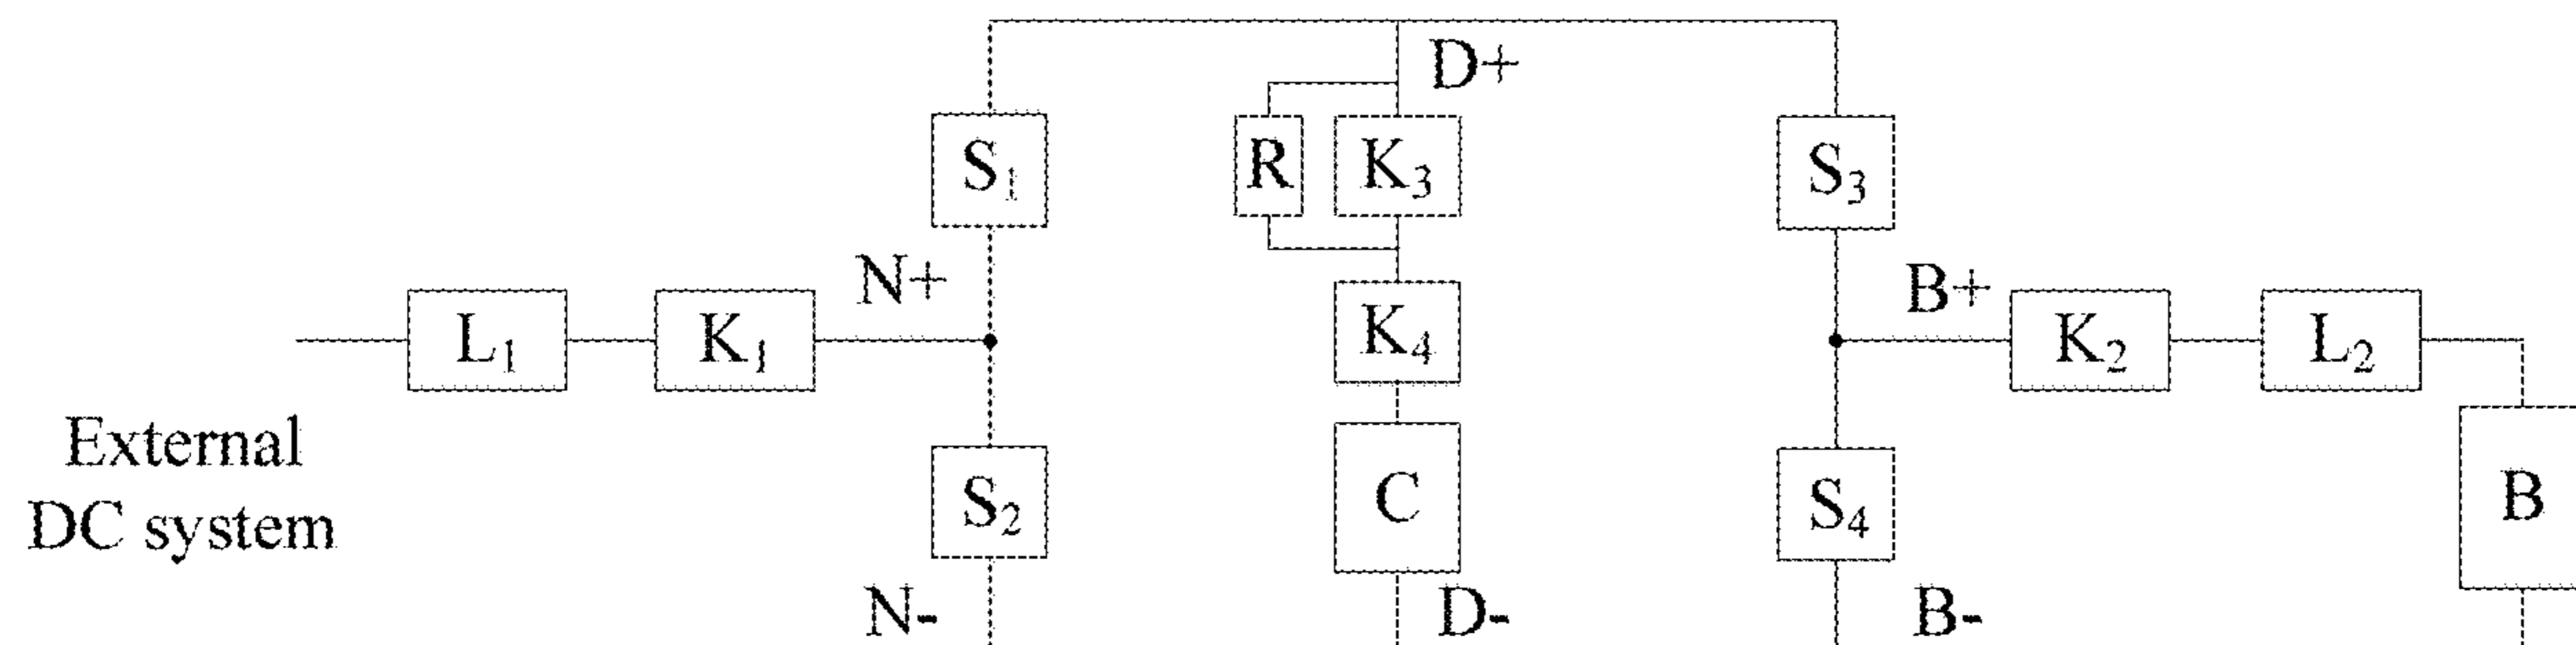 D+
S1
R
K3
S3
N+
B+
L1
K1
K4
K2
L2
External
DC system
S2
C
S4
B
N-
D-
B-